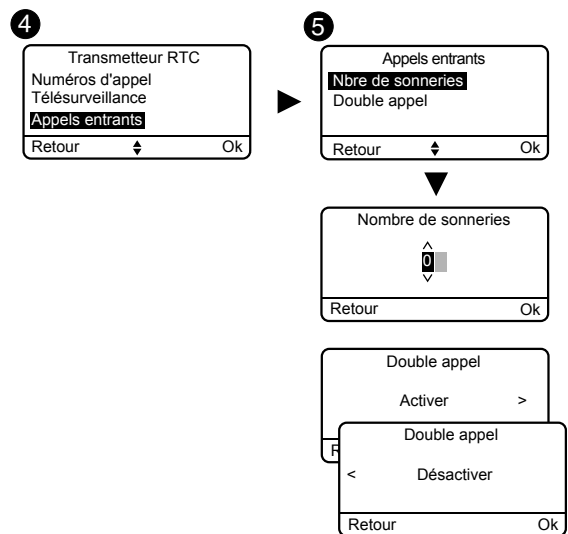 4
Transmetteur RTC
Numéros d'appel
Télésurveillance
Appels entrants
Retour Ok
5
Appels entrants
Nbre de sonneries
Double appel
Retour Ok
Nombre de sonneries
0
Retour Ok
Double appel
Activer >
R
Double appel
< Désactiver
Retour Ok